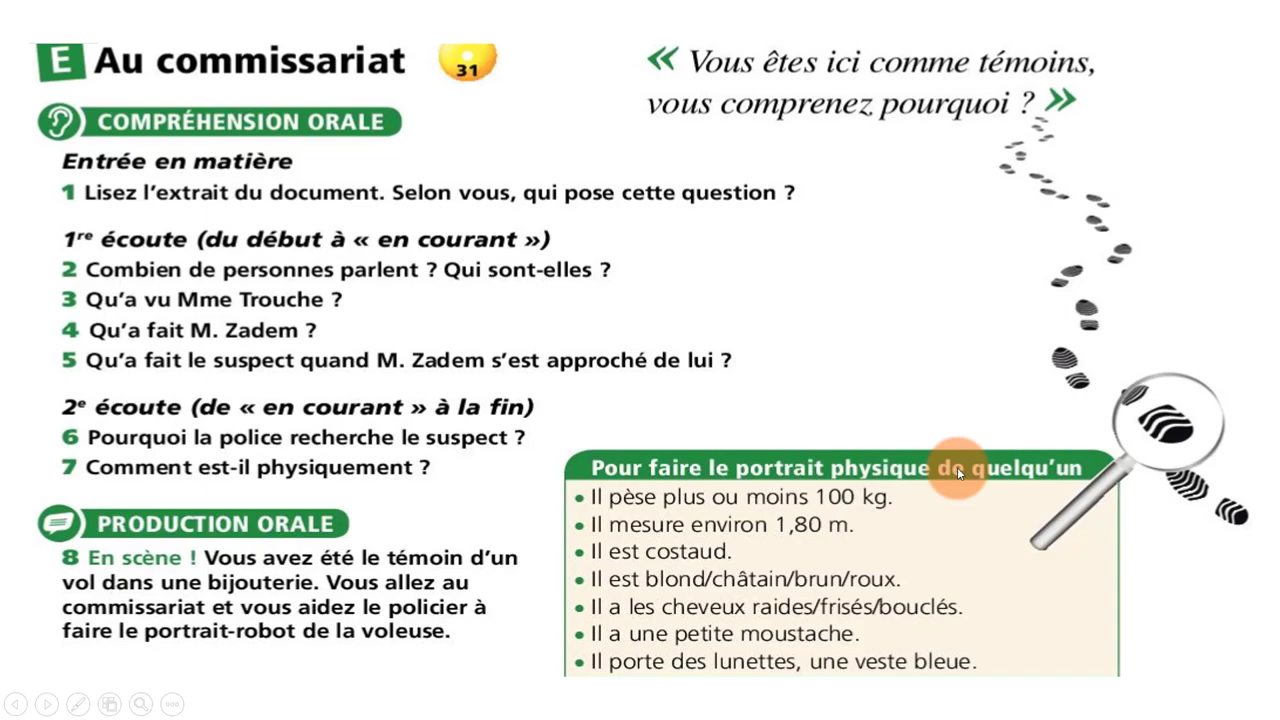 E Au commissariat 31
« Vous êtes ici comme témoins,
vous comprenez pourquoi ? »
COMPRÉHENSION ORALE
Entrée en matière
1 Lisez l'extrait du document. Selon vous, qui pose cette question ?
1re écoute (du début à « en courant »)
2 Combien de personnes parlent ? Qui sont-elles ?
3 Qu'a vu Mme Trouche ?
4 Qu'a fait M. Zadem ?
5 Qu'a fait le suspect quand M. Zadem s'est approché de lui ?
2e écoute (de « en courant » à la fin)
6 Pourquoi la police recherche le suspect ?
7 Comment est-il physiquement ?
PRODUCTION ORALE
8 En scène ! Vous avez été le témoin d'un
vol dans une bijouterie. Vous allez au
commissariat et vous aidez le policier à
faire le portrait-robot de la voleuse.
Pour faire le portrait physique de quelqu'un
• Il pèse plus ou moins 100 kg.
• Il mesure environ 1,80 m.
• Il est costaud.
• Il est blond/châtain/brun/roux.
• Il a les cheveux raides/frisés/bouclés.
• Il a une petite moustache.
• Il porte des lunettes, une veste bleue.